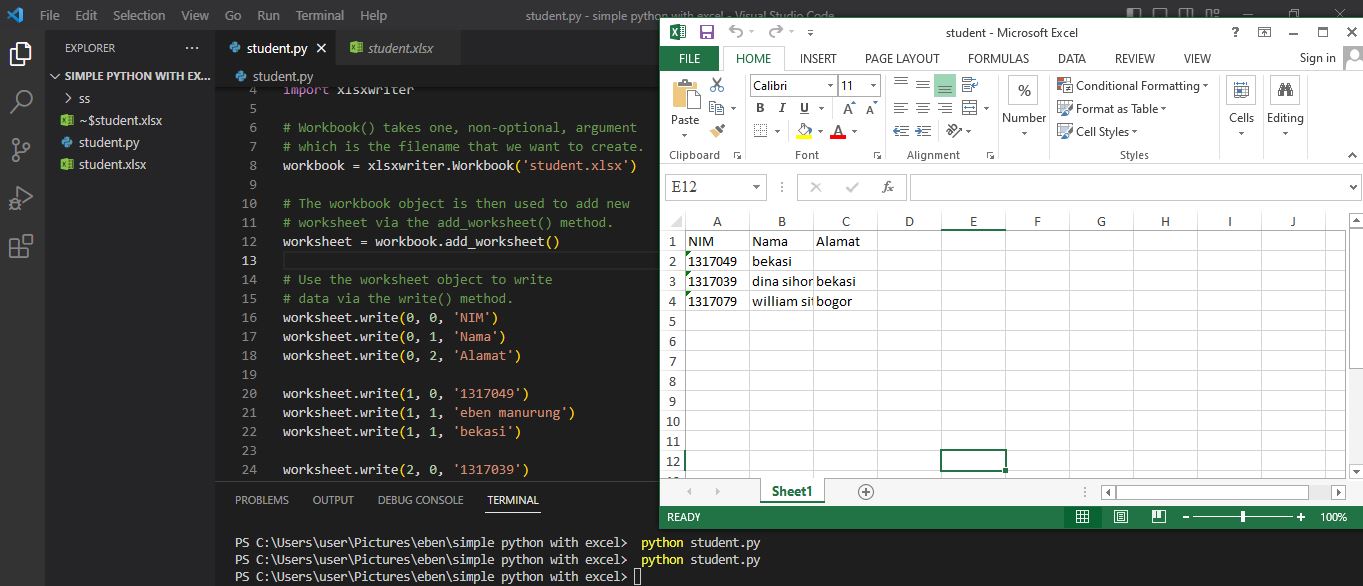 File Edit Selection View Go Run Terminal Help
student.py - simple python with excel - Visual Studio Code
EXPLORER
SIMPLE PYTHON WITH EX...
ss
~$student.xlsx
student.py
student.xlsx
student.py student.xlsx
student.py
4 import xlsxwriter
5
6 # Workbook() takes one, non-optional, argument
7 # which is the filename that we want to create.
8 workbook = xlsxwriter.Workbook('student.xlsx')
9
10 # The workbook object is then used to add new
11 # worksheet via the add_worksheet() method.
12 worksheet = workbook.add_worksheet()
13
14 # Use the worksheet object to write
15 # data via the write() method.
16 worksheet.write(0, 0, 'NIM')
17 worksheet.write(0, 1, 'Nama')
18 worksheet.write(0, 2, 'Alamat')
19
20 worksheet.write(1, 0, '1317049')
21 worksheet.write(1, 1, 'eben manurung')
22 worksheet.write(1, 1, 'bekasi')
23
24 worksheet.write(2, 0, '1317039')
PROBLEMS OUTPUT DEBUG CONSOLE TERMINAL
PS C:\Users\user\Pictures\eben\simple python with excel> python student.py
PS C:\Users\user\Pictures\eben\simple python with excel> python student.py
PS C:\Users\user\Pictures\eben\simple python with excel>
student - Microsoft Excel
FILE HOME INSERT PAGE LAYOUT FORMULAS DATA REVIEW VIEW Sign in
Calibri 11
Paste
B I U A A
A
%
Number
Conditional Formatting
Format as Table
Cell Styles
Cells Editing
Clipboard Font Alignment Styles
E12 fx
A B C D E F G H I J
1 NIM Nama Alamat
2 1317049 bekasi
3 1317039 dina sihor bekasi
4 1317079 william sit bogor
5
6
7
8
9
10
11
12
Sheet1
READY 100%